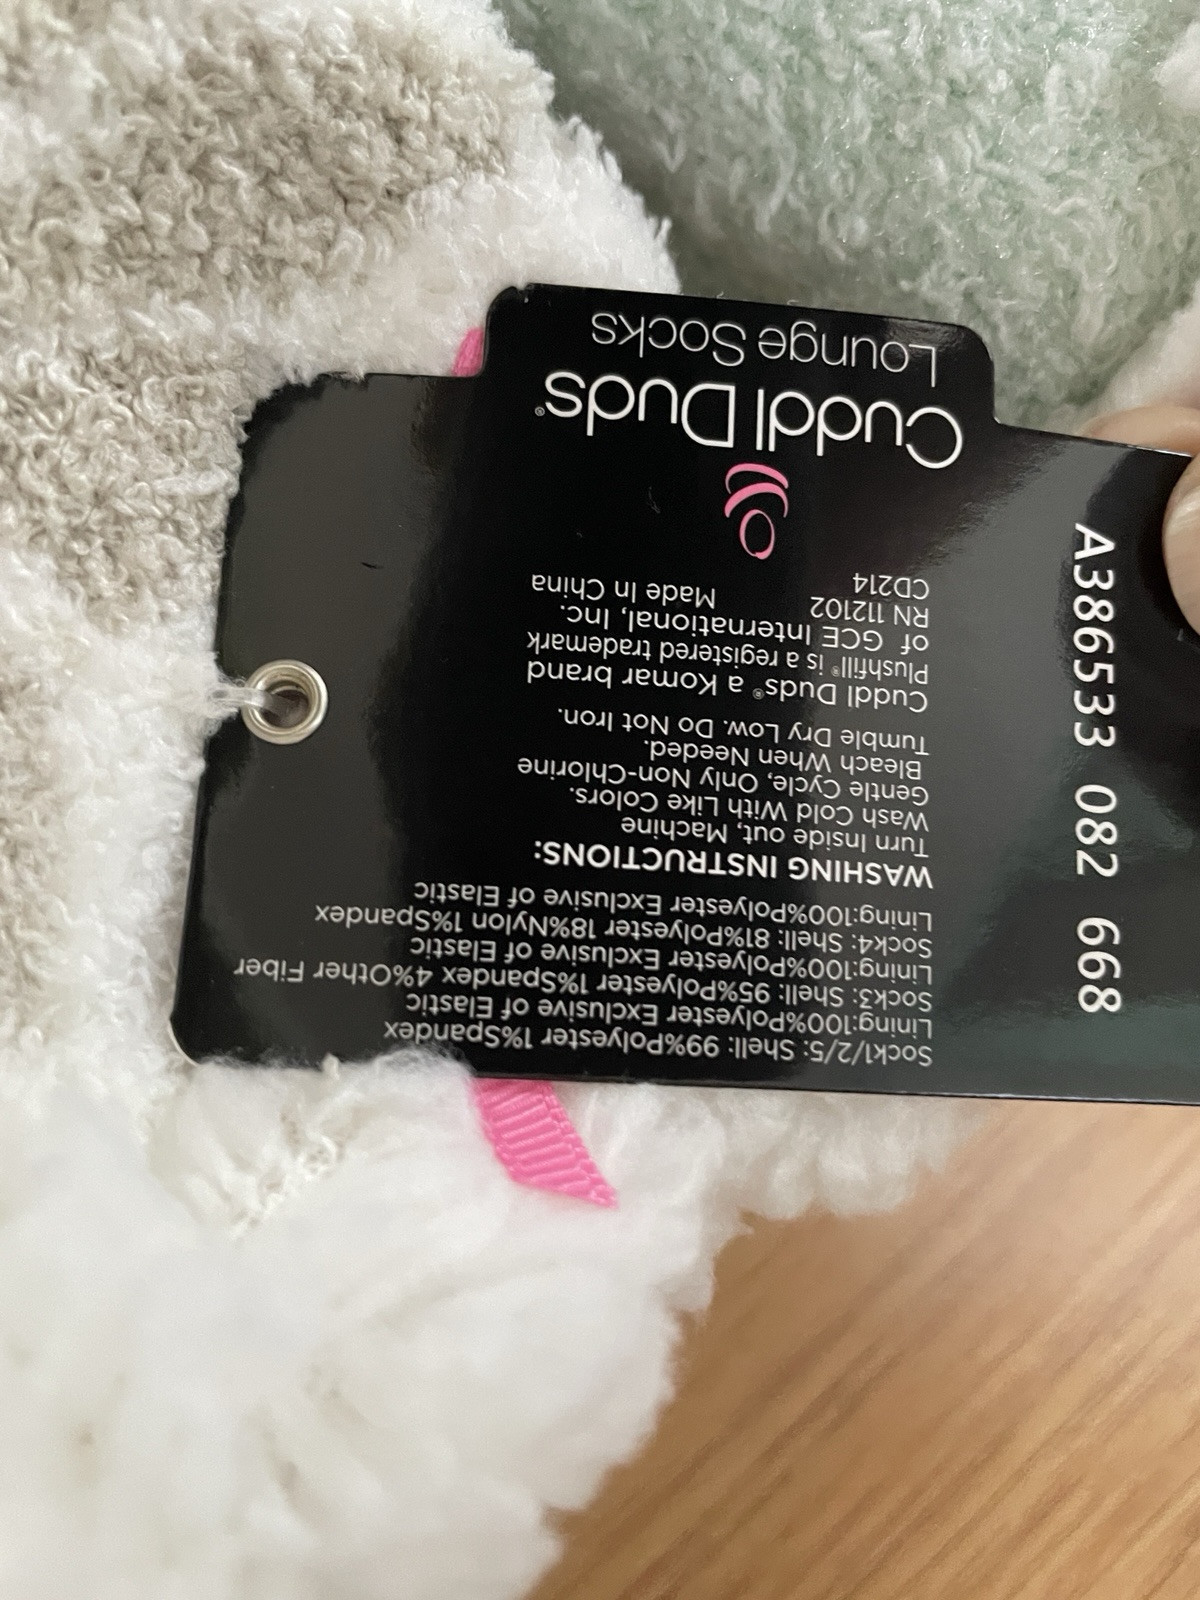 Sock1/2/5: Shell: 99%Polyester 1%Spandex
Lining:100%Polyester Exclusive of Elastic
Sock3: Shell: 95%Polyester 1%Spandex 4%Other Fiber
Lining:100%Polyester Exclusive of Elastic
Sock4: Shell: 81%Polyester 18%Nylon 1%Spandex
Lining:100%Polyester Exclusive of Elastic
WASHING INSTRUCTIONS:
Turn Inside out, Machine
Wash Cold With Like Colors.
Gentle Cycle, Only Non-Chlorine
Bleach When Needed.
Tumble Dry Low. Do Not Iron.
Cuddl Duds® a Komar brand
Plushfill® is a registered trademark
of GCE International, Inc.
RN 112102 Made In China
CD214
Cuddl Duds®
Lounge Socks
A386533 082 668